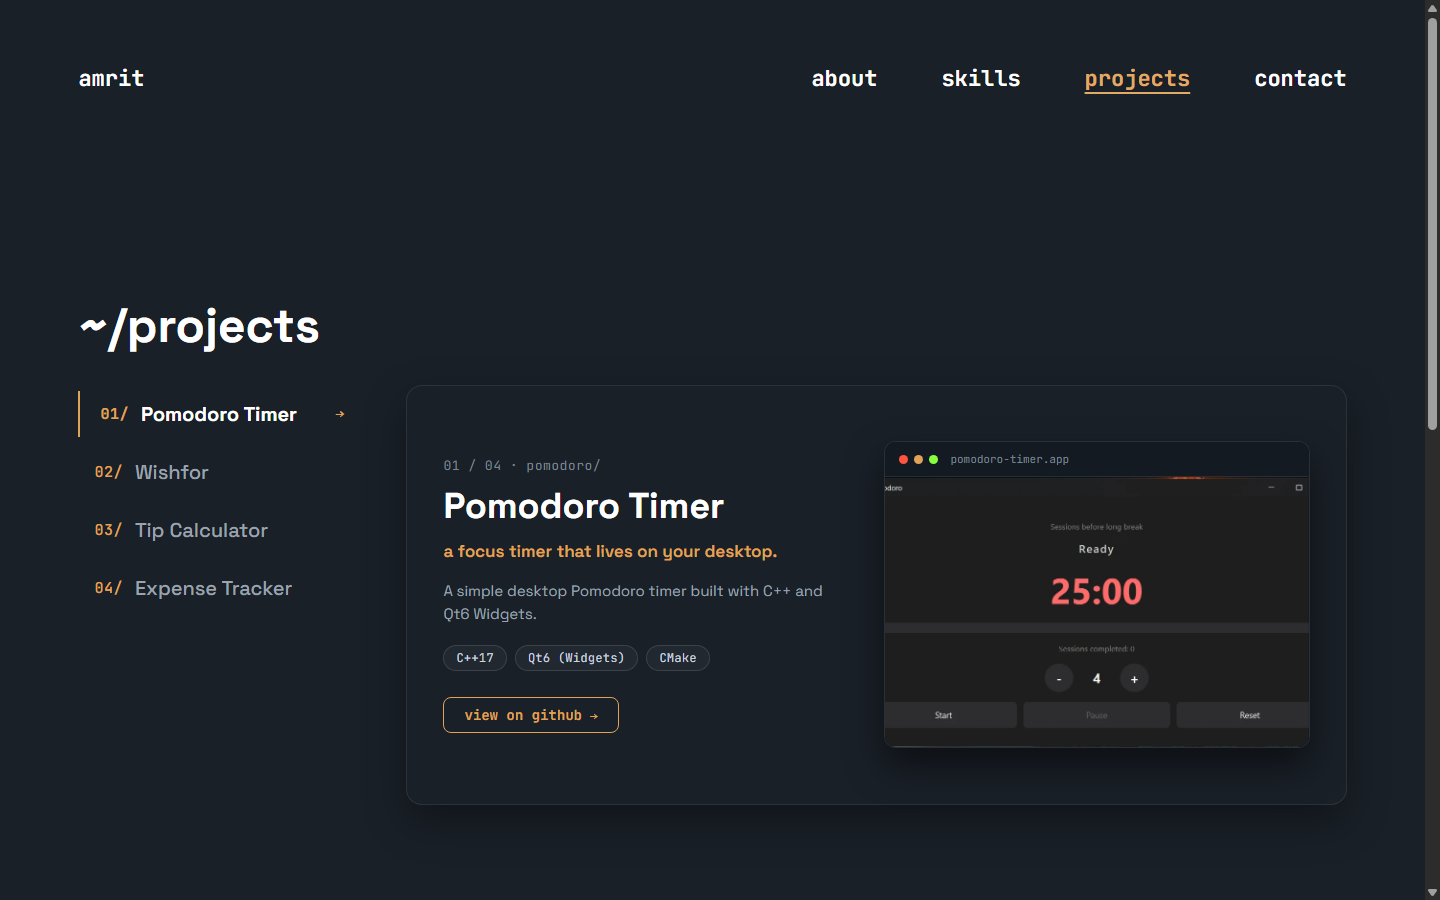 amrit
about skills projects contact
~/projects
01/ Pomodoro Timer →
02/ Wishfor
03/ Tip Calculator
04/ Expense Tracker
01 / 04 · pomodoro/
Pomodoro Timer
a focus timer that lives on your desktop.
A simple desktop Pomodoro timer built with C++ and
Qt6 Widgets.
C++17 Qt6 (Widgets) CMake
view on github →
pomodoro-timer.app
odoro
Sessions before long break
Ready
25:00
Sessions completed: 0
- 4 +
Start Pause Reset